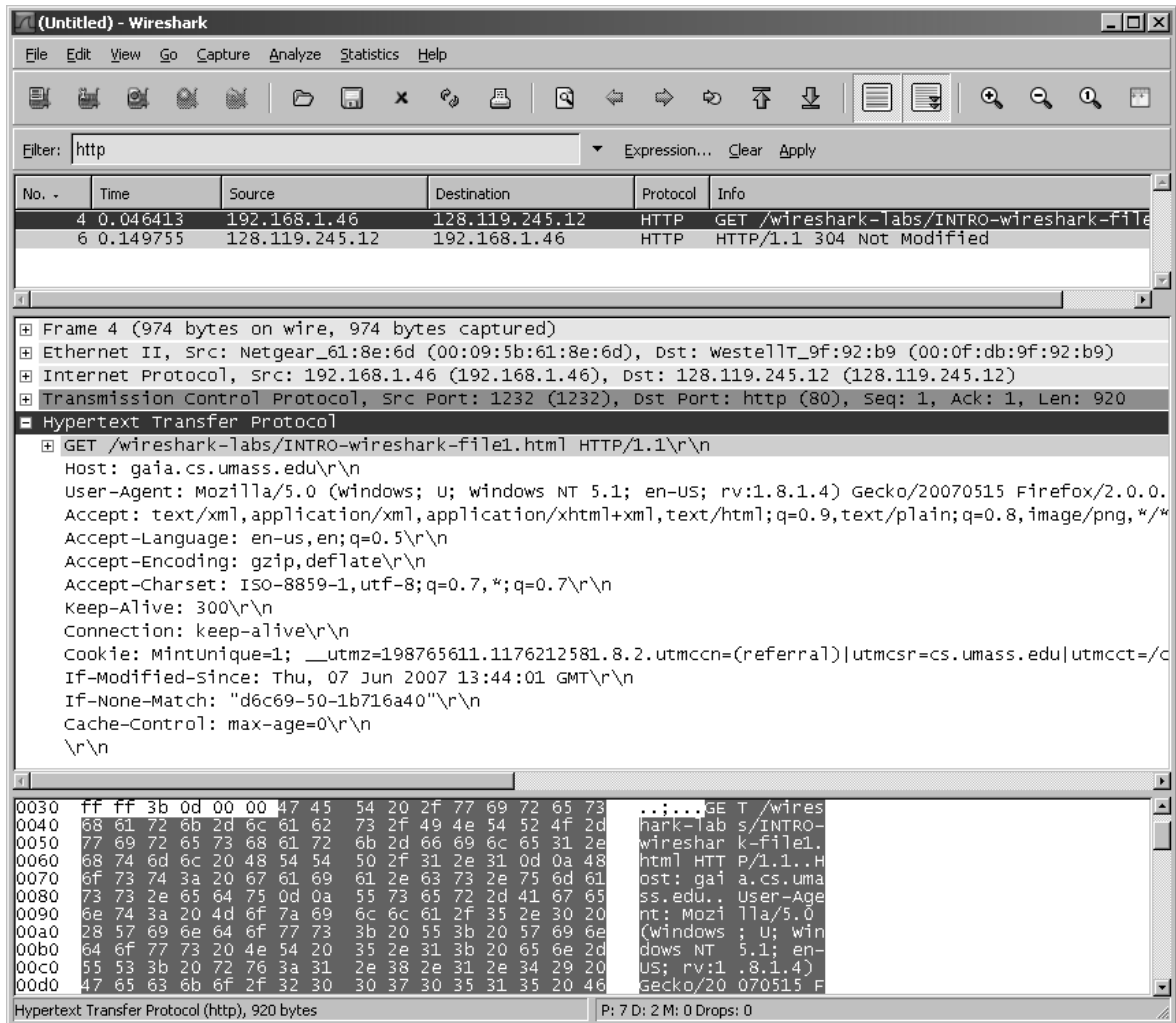 (Untitled) - Wireshark
File Edit View Go Capture Analyze Statistics Help
Filter: http Expression... Clear Apply
No. - Time Source Destination Protocol Info
4 0.046413 192.168.1.46 128.119.245.12 HTTP GET /wireshark-labs/INTRO-wireshark-file
6 0.149755 128.119.245.12 192.168.1.46 HTTP HTTP/1.1 304 Not Modified
Frame 4 (974 bytes on wire, 974 bytes captured)
Ethernet II, Src: Netgear_61:8e:6d (00:09:5b:61:8e:6d), Dst: WestellT_9f:92:b9 (00:0f:db:9f:92:b9)
Internet Protocol, Src: 192.168.1.46 (192.168.1.46), Dst: 128.119.245.12 (128.119.245.12)
Transmission Control Protocol, Src Port: 1232 (1232), Dst Port: http (80), Seq: 1, Ack: 1, Len: 920
Hypertext Transfer Protocol
GET /wireshark-labs/INTRO-wireshark-file1.html HTTP/1.1\r\n
Host: gaia.cs.umass.edu\r\n
User-Agent: Mozilla/5.0 (Windows; U; Windows NT 5.1; en-US; rv:1.8.1.4) Gecko/20070515 Firefox/2.0.0.
Accept: text/xml,application/xml,application/xhtml+xml,text/html;q=0.9,text/plain;q=0.8,image/png,*/*
Accept-Language: en-us,en;q=0.5\r\n
Accept-Encoding: gzip,deflate\r\n
Accept-Charset: ISO-8859-1,utf-8;q=0.7,*;q=0.7\r\n
Keep-Alive: 300\r\n
Connection: keep-alive\r\n
Cookie: MintUnique=1; __utmz=198765611.1176212581.8.2.utmccn=(referral)|utmcsr=cs.umass.edu|utmcct=/c
If-Modified-Since: Thu, 07 Jun 2007 13:44:01 GMT\r\n
If-None-Match: "d6c69-50-1b716a40"\r\n
Cache-Control: max-age=0\r\n
\r\n
0030 ff ff 3b 0d 00 00 47 45 54 20 2f 77 69 72 65 73 ..;...GE T /wires
0040 68 61 72 6b 2d 6c 61 62 73 2f 49 4e 54 52 4f 2d hark-lab s/INTRO-
0050 77 69 72 65 73 68 61 72 6b 2d 66 69 6c 65 31 2e wireshar k-file1.
0060 68 74 6d 6c 20 48 54 54 50 2f 31 2e 31 0d 0a 48 html HTT P/1.1..H
0070 6f 73 74 3a 20 67 61 69 61 2e 63 73 2e 75 6d 61 ost: gai a.cs.uma
0080 73 73 2e 65 64 75 0d 0a 55 73 65 72 2d 41 67 65 ss.edu.. User-Age
0090 6e 74 3a 20 4d 6f 7a 69 6c 6c 61 2f 35 2e 30 20 nt: Mozi lla/5.0
00a0 28 57 69 6e 64 6f 77 73 3b 20 55 3b 20 57 69 6e (Windows ; U; Win
00b0 64 6f 77 73 20 4e 54 20 35 2e 31 3b 20 65 6e 2d dows NT 5.1; en-
00c0 55 53 3b 20 72 76 3a 31 2e 38 2e 31 2e 34 29 20 US; rv:1 .8.1.4)
00d0 47 65 63 6b 6f 2f 32 30 30 37 30 35 31 35 20 46 Gecko/20 070515 F
Hypertext Transfer Protocol (http), 920 bytes P: 7 D: 2 M: 0 Drops: 0